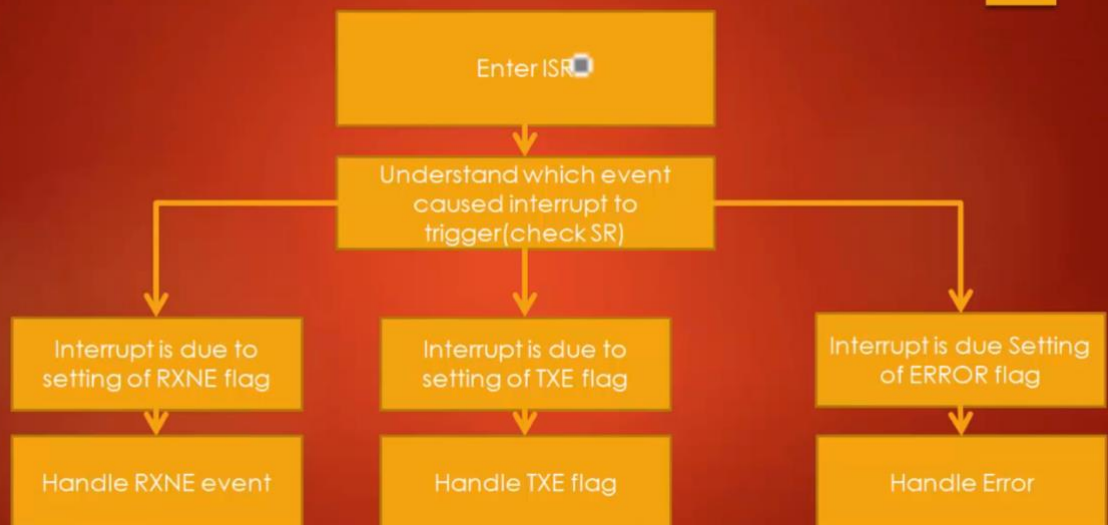 Enter ISR
Understand which event
caused interrupt to
trigger(check SR)
Interrupt is due to
setting of RXNE flag
Interrupt is due to
setting of TXE flag
Interrupt is due Setting
of ERROR flag
Handle RXNE event
Handle TXE flag
Handle Error